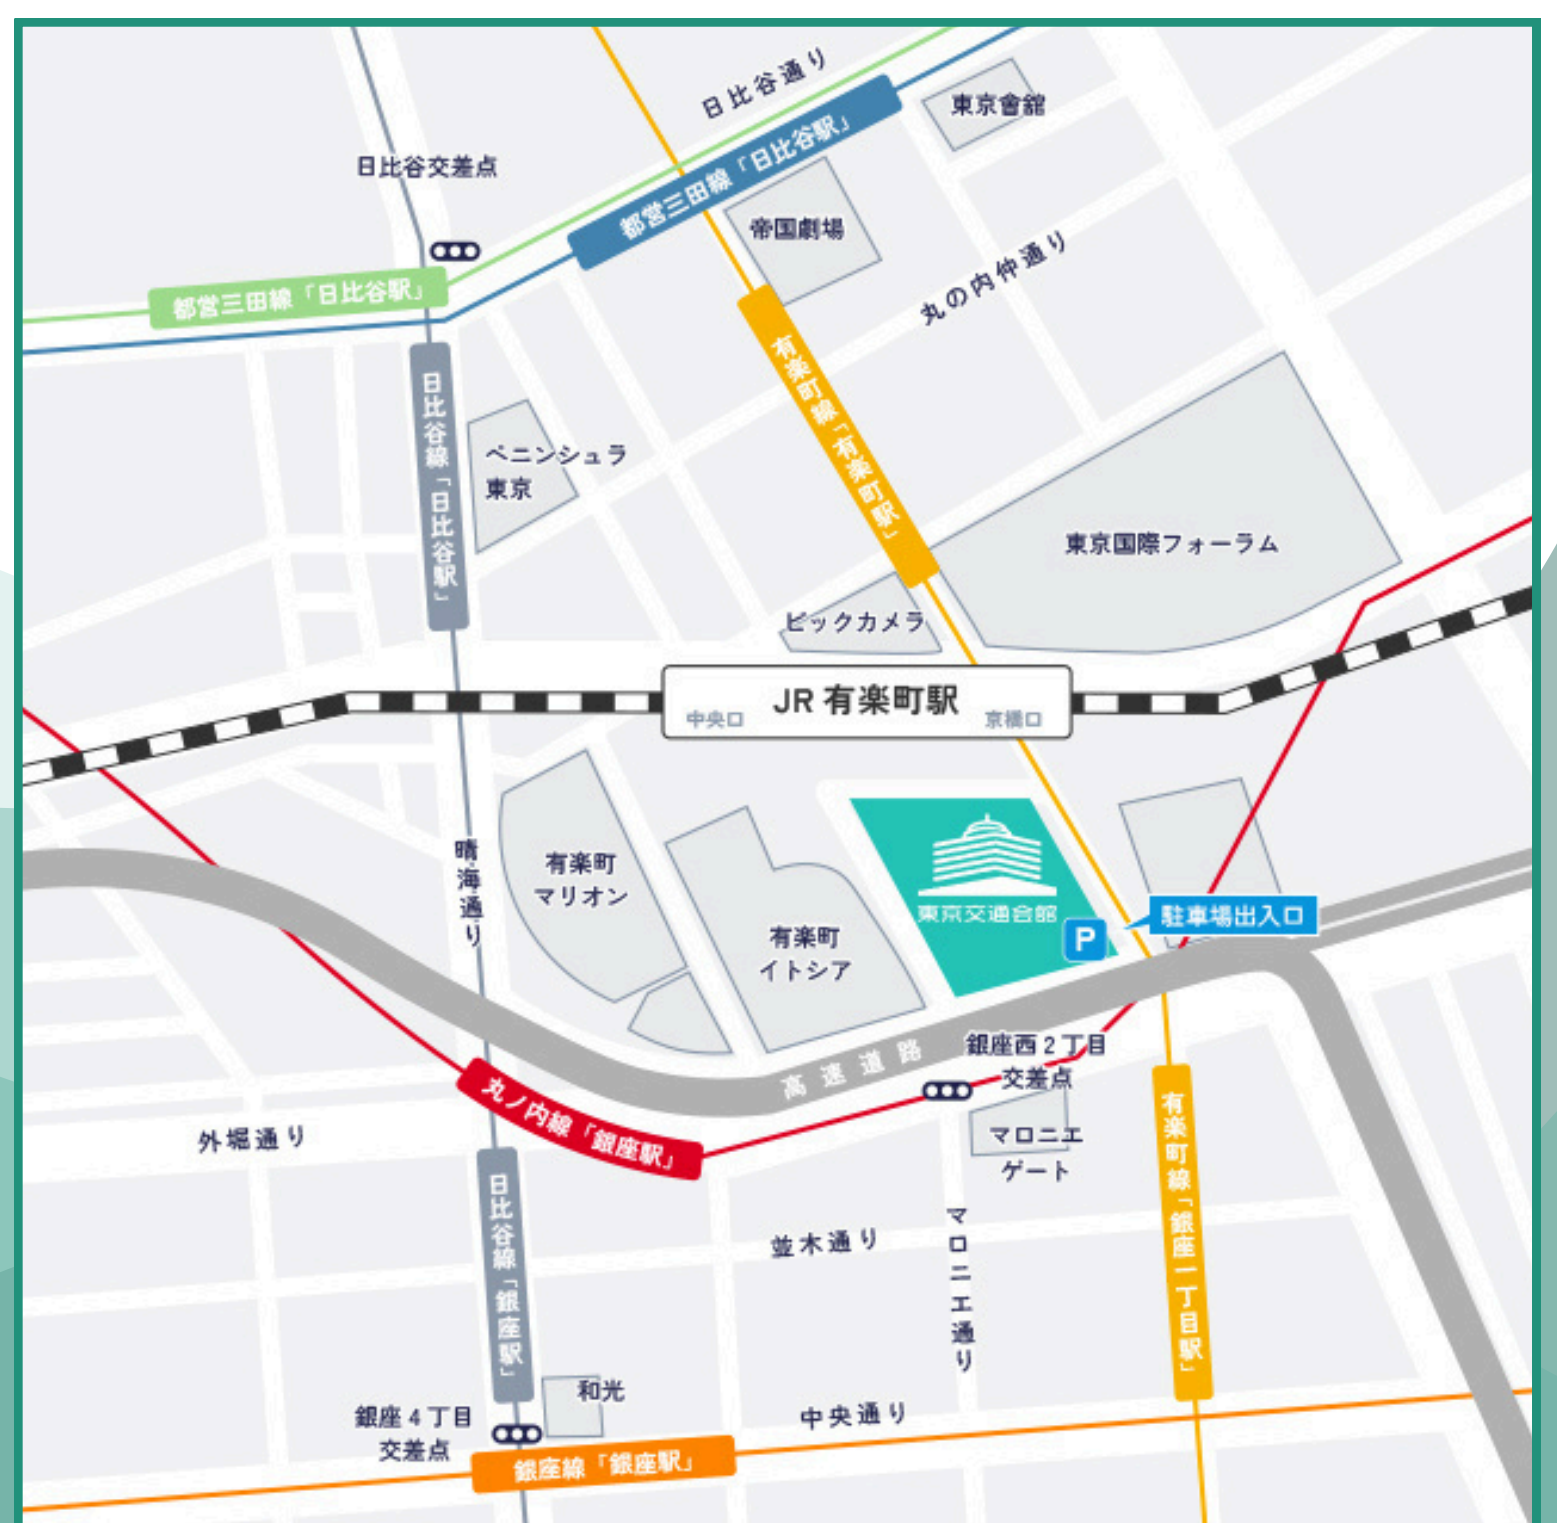 日比谷通り
東京會舘
日比谷交差点
都営三田線「日比谷駅」
帝国劇場
丸の内仲通り
都営三田線「日比谷駅」
有楽町線「有楽町駅」
日比谷線「日比谷駅」
ペニンシュラ
東京
東京国際フォーラム
ビックカメラ
JR 有楽町駅
中央口
京橋口
晴海通り
有楽町
マリオン
有楽町
イトシア
東京交通会館
P
駐車場出入口
高速道路
銀座西2丁目
交差点
丸ノ内線「銀座駅」
外堀通り
マロニエ
ゲート
有楽町線「銀座一丁目駅」
日比谷線「銀座駅」
並木通り
マロニエ通り
和光
銀座4丁目
交差点
中央通り
銀座線「銀座駅」